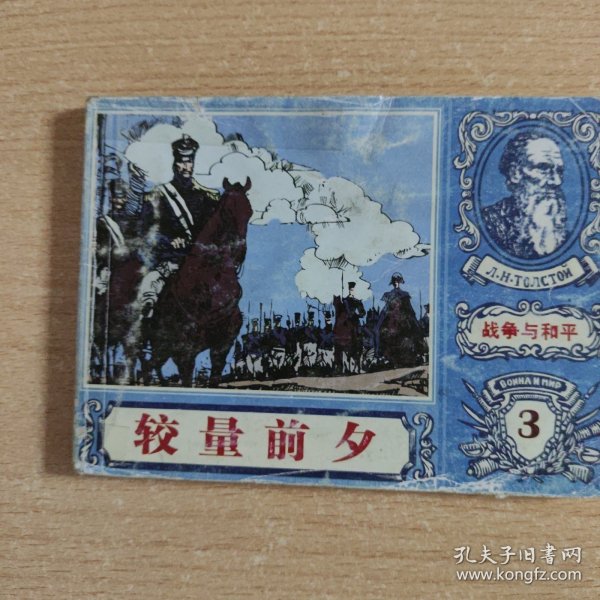 Л.Н.ТОЛСТОЙ
战争与和平
ВОЙНА И МИР
3
较量前夕
孔夫子旧书网
www.kongfz.com